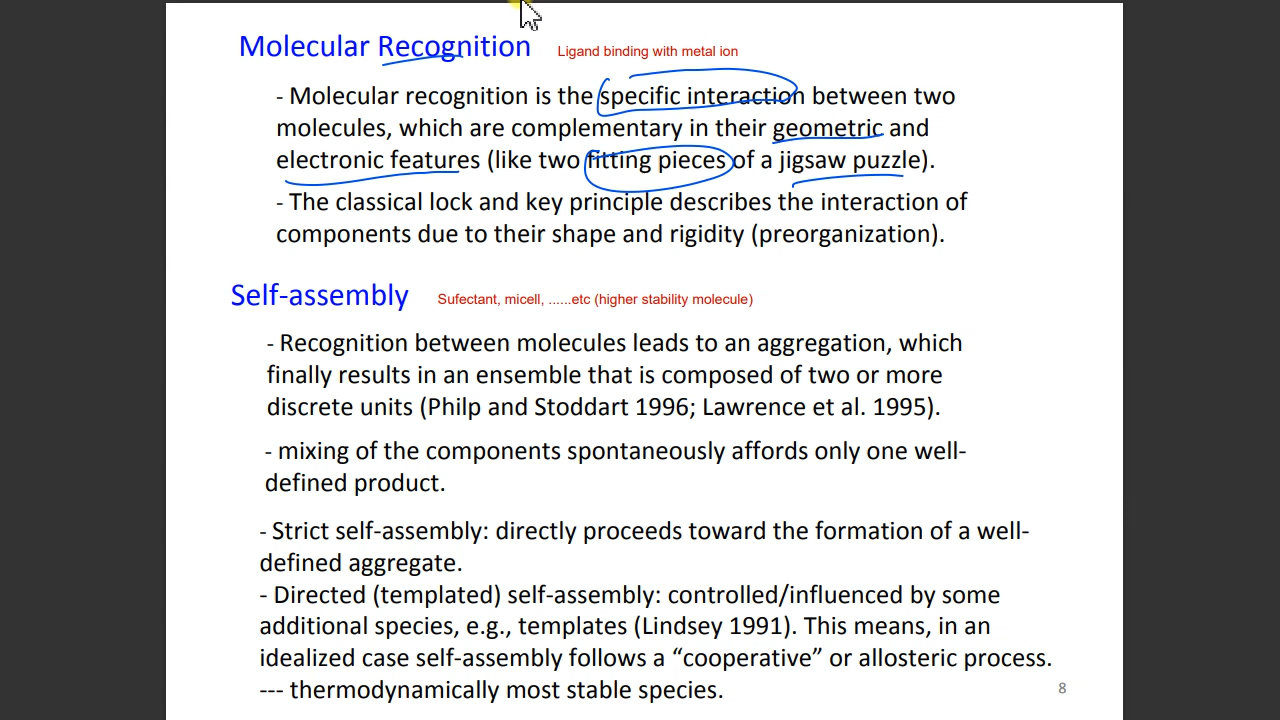 Molecular Recognition Ligand binding with metal ion
- Molecular recognition is the specific interaction between two
molecules, which are complementary in their geometric and
electronic features (like two fitting pieces of a jigsaw puzzle).
- The classical lock and key principle describes the interaction of
components due to their shape and rigidity (preorganization).
Self-assembly Sufectant, micell, ......etc (higher stability molecule)
- Recognition between molecules leads to an aggregation, which
finally results in an ensemble that is composed of two or more
discrete units (Philp and Stoddart 1996; Lawrence et al. 1995).
- mixing of the components spontaneously affords only one well-
defined product.
- Strict self-assembly: directly proceeds toward the formation of a well-
defined aggregate.
- Directed (templated) self-assembly: controlled/influenced by some
additional species, e.g., templates (Lindsey 1991). This means, in an
idealized case self-assembly follows a “cooperative” or allosteric process.
--- thermodynamically most stable species.
8